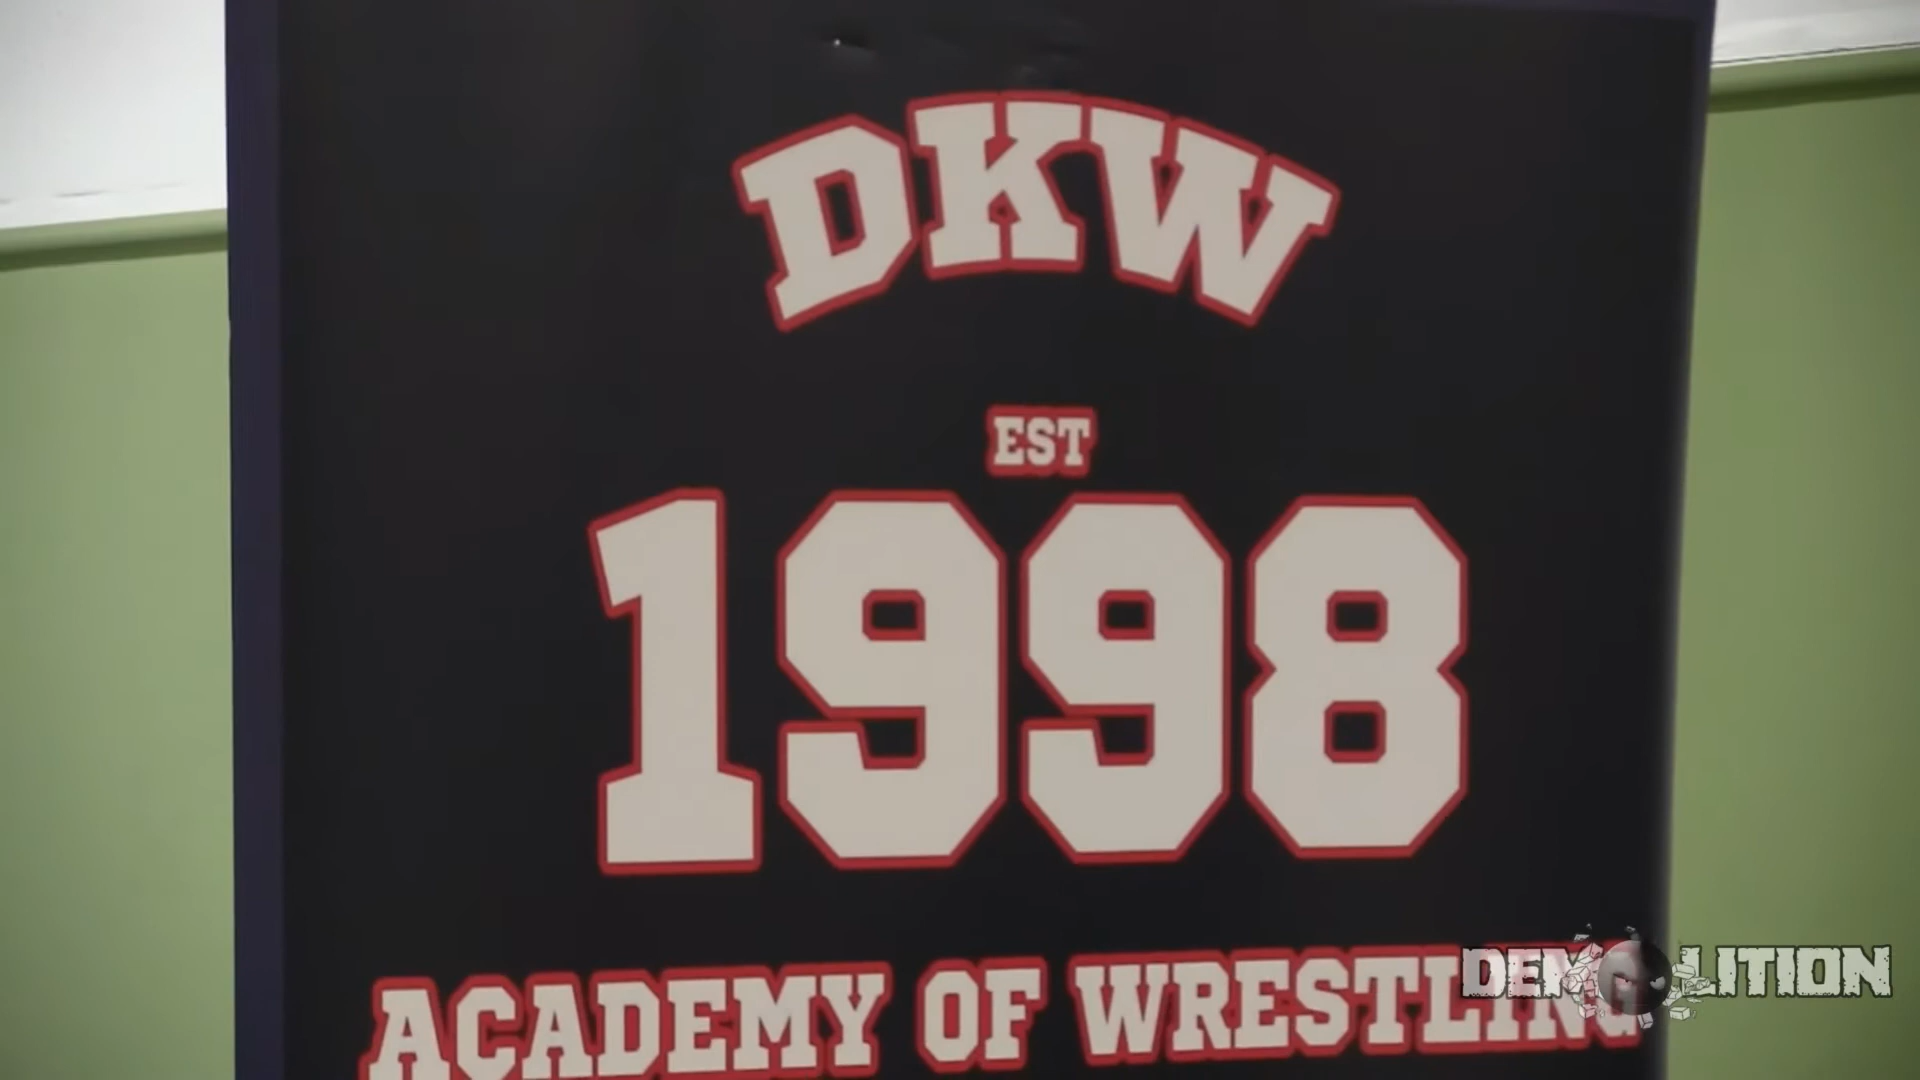 DKW
EST
1998
ACADEMY OF WRESTLING
DEMOLITION